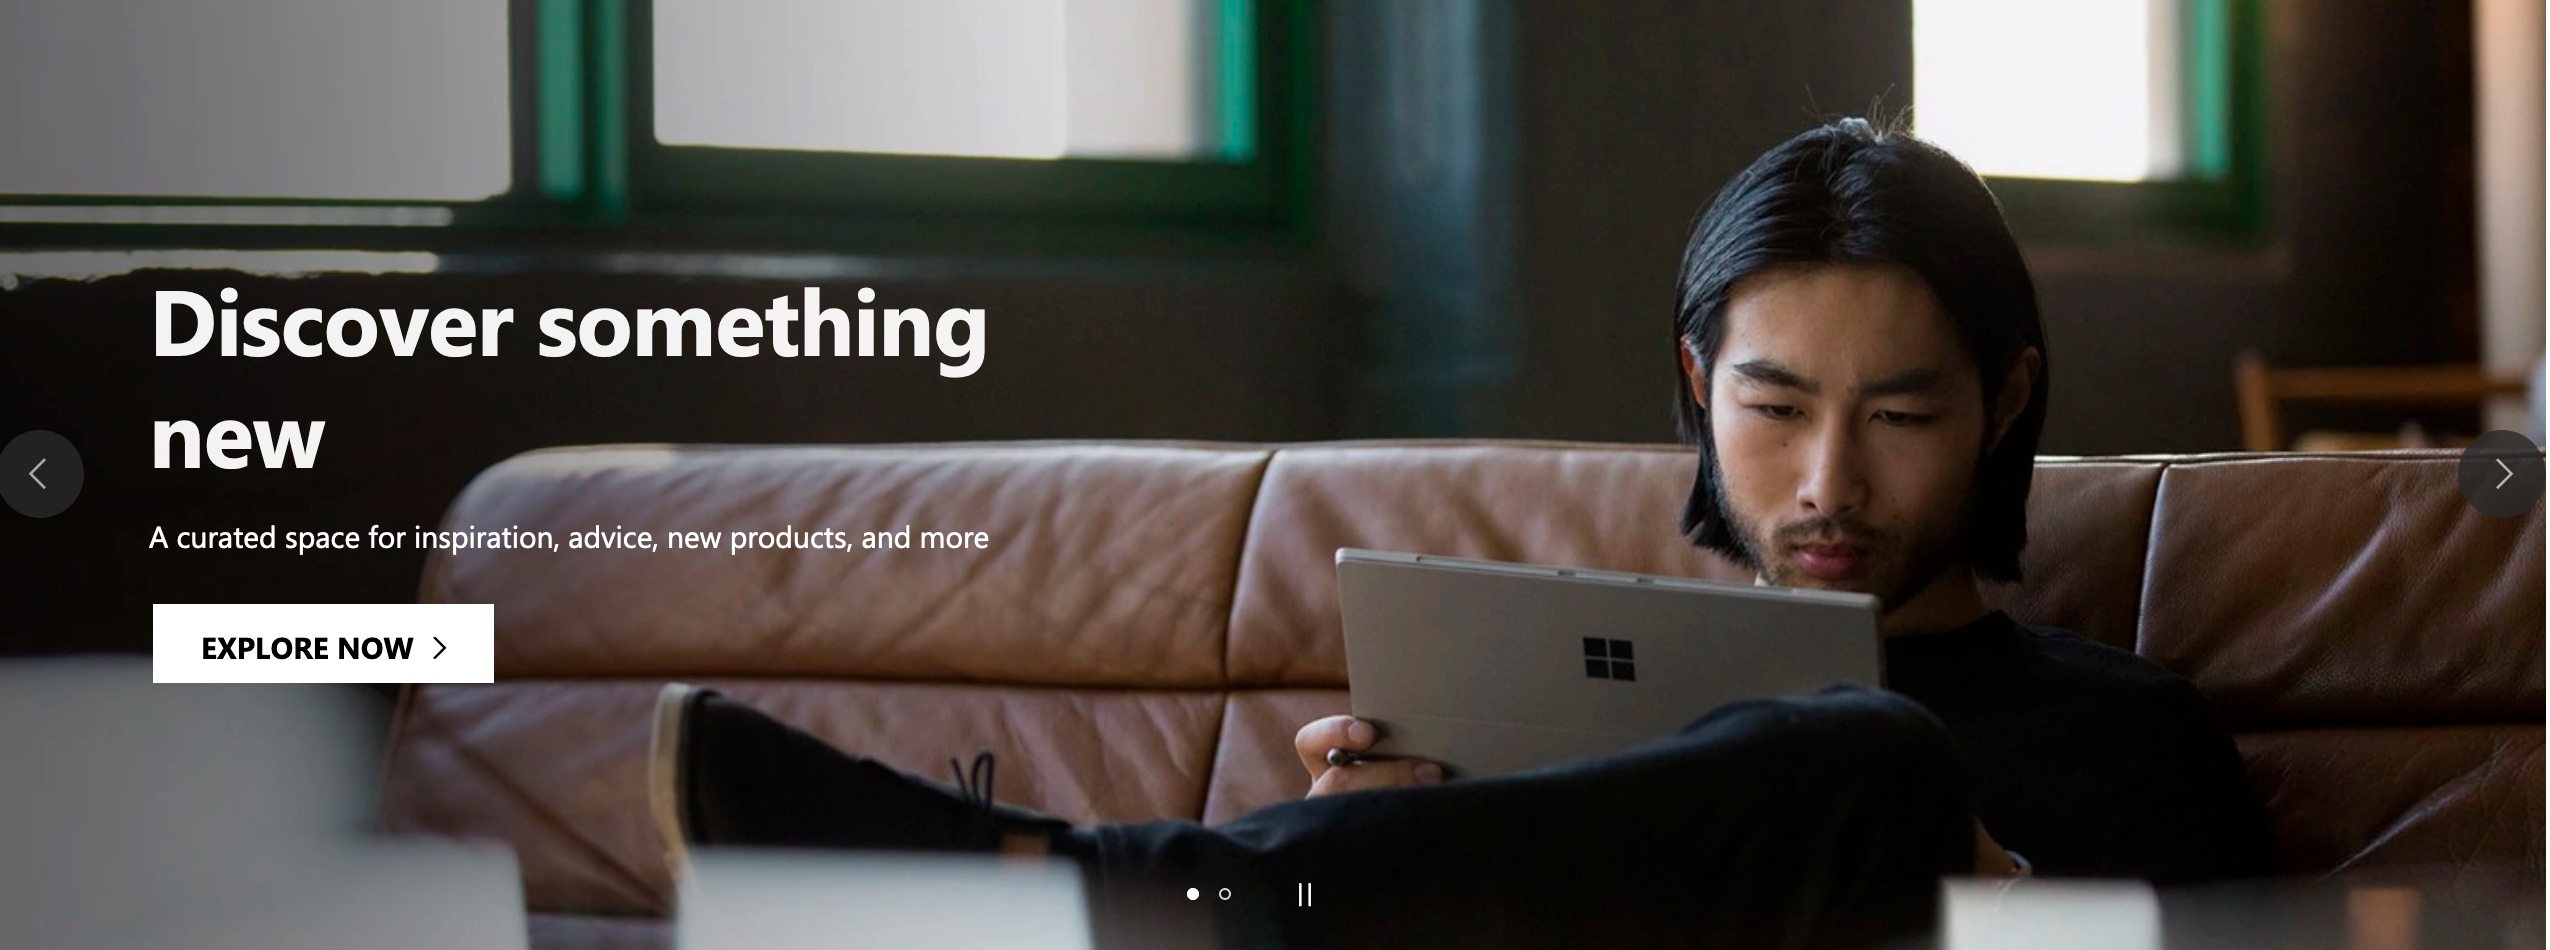 Discover something
new
A curated space for inspiration, advice, new products, and more
EXPLORE NOW